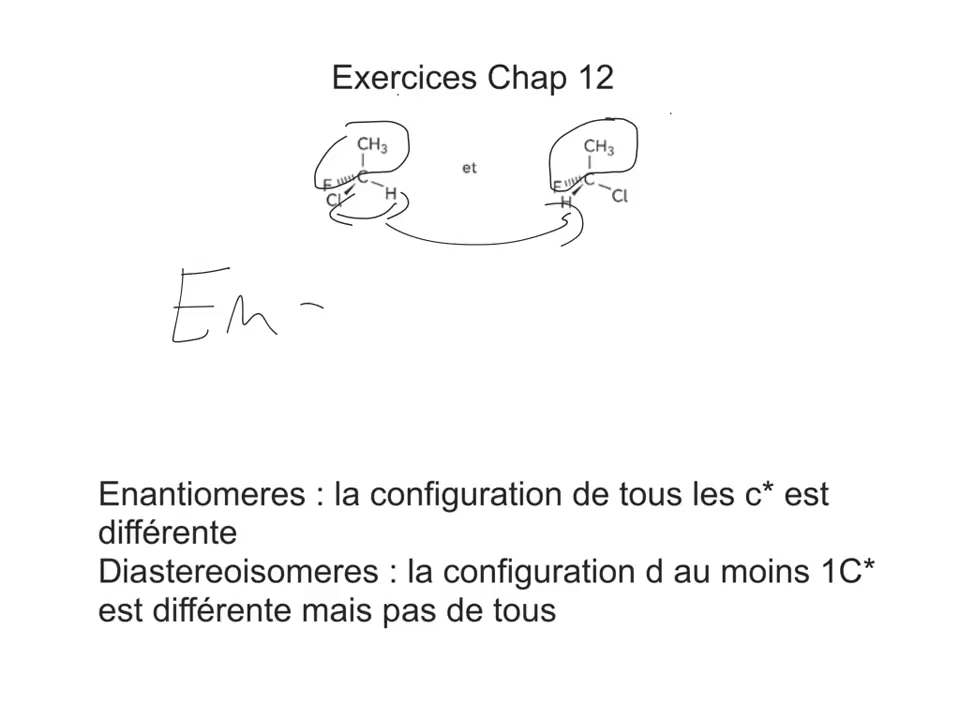 Exercices Chap 12
CH₃ et CH₃
F C H F C Cl
Cl H
En -
Enantiomeres : la configuration de tous les c* est
différente
Diastereoisomeres : la configuration d au moins 1C*
est différente mais pas de tous